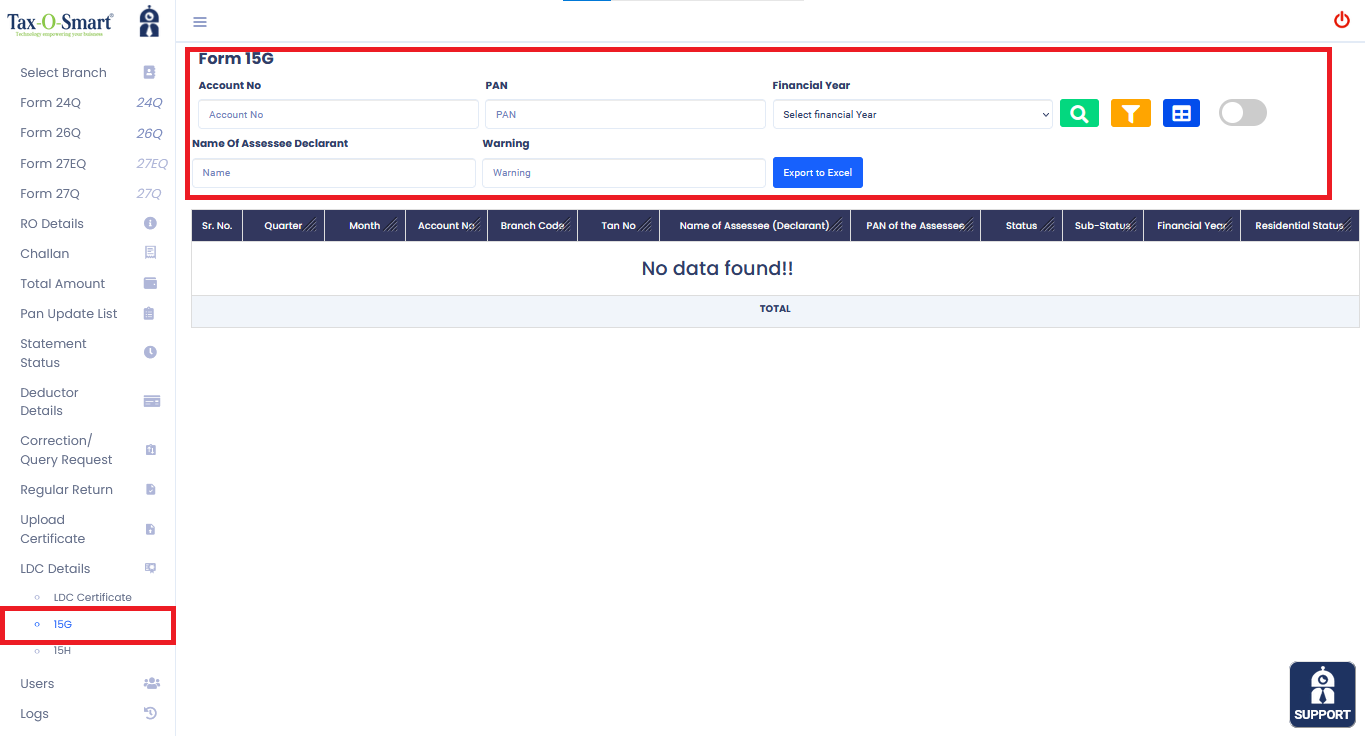 Tax-O-Smart®
Technology empowering your business
Select Branch
Form 24Q 24Q
Form 26Q 26Q
Form 27EQ 27EQ
Form 27Q 27Q
RO Details
Challan
Total Amount
Pan Update List
Statement
Status
Deductor
Details
Correction/
Query Request
Regular Return
Upload
Certificate
LDC Details
LDC Certificate
15G
15H
Users
Logs
Form 15G
Account No PAN Financial Year
Account No PAN Select financial Year
Name Of Assessee Declarant Warning
Name Warning Export to Excel
Sr. No. Quarter Month Account No Branch Code Tan No Name of Assessee (Declarant) PAN of the Assessee Status Sub-Status Financial Year Residential Status
No data found!!
TOTAL
SUPPORT